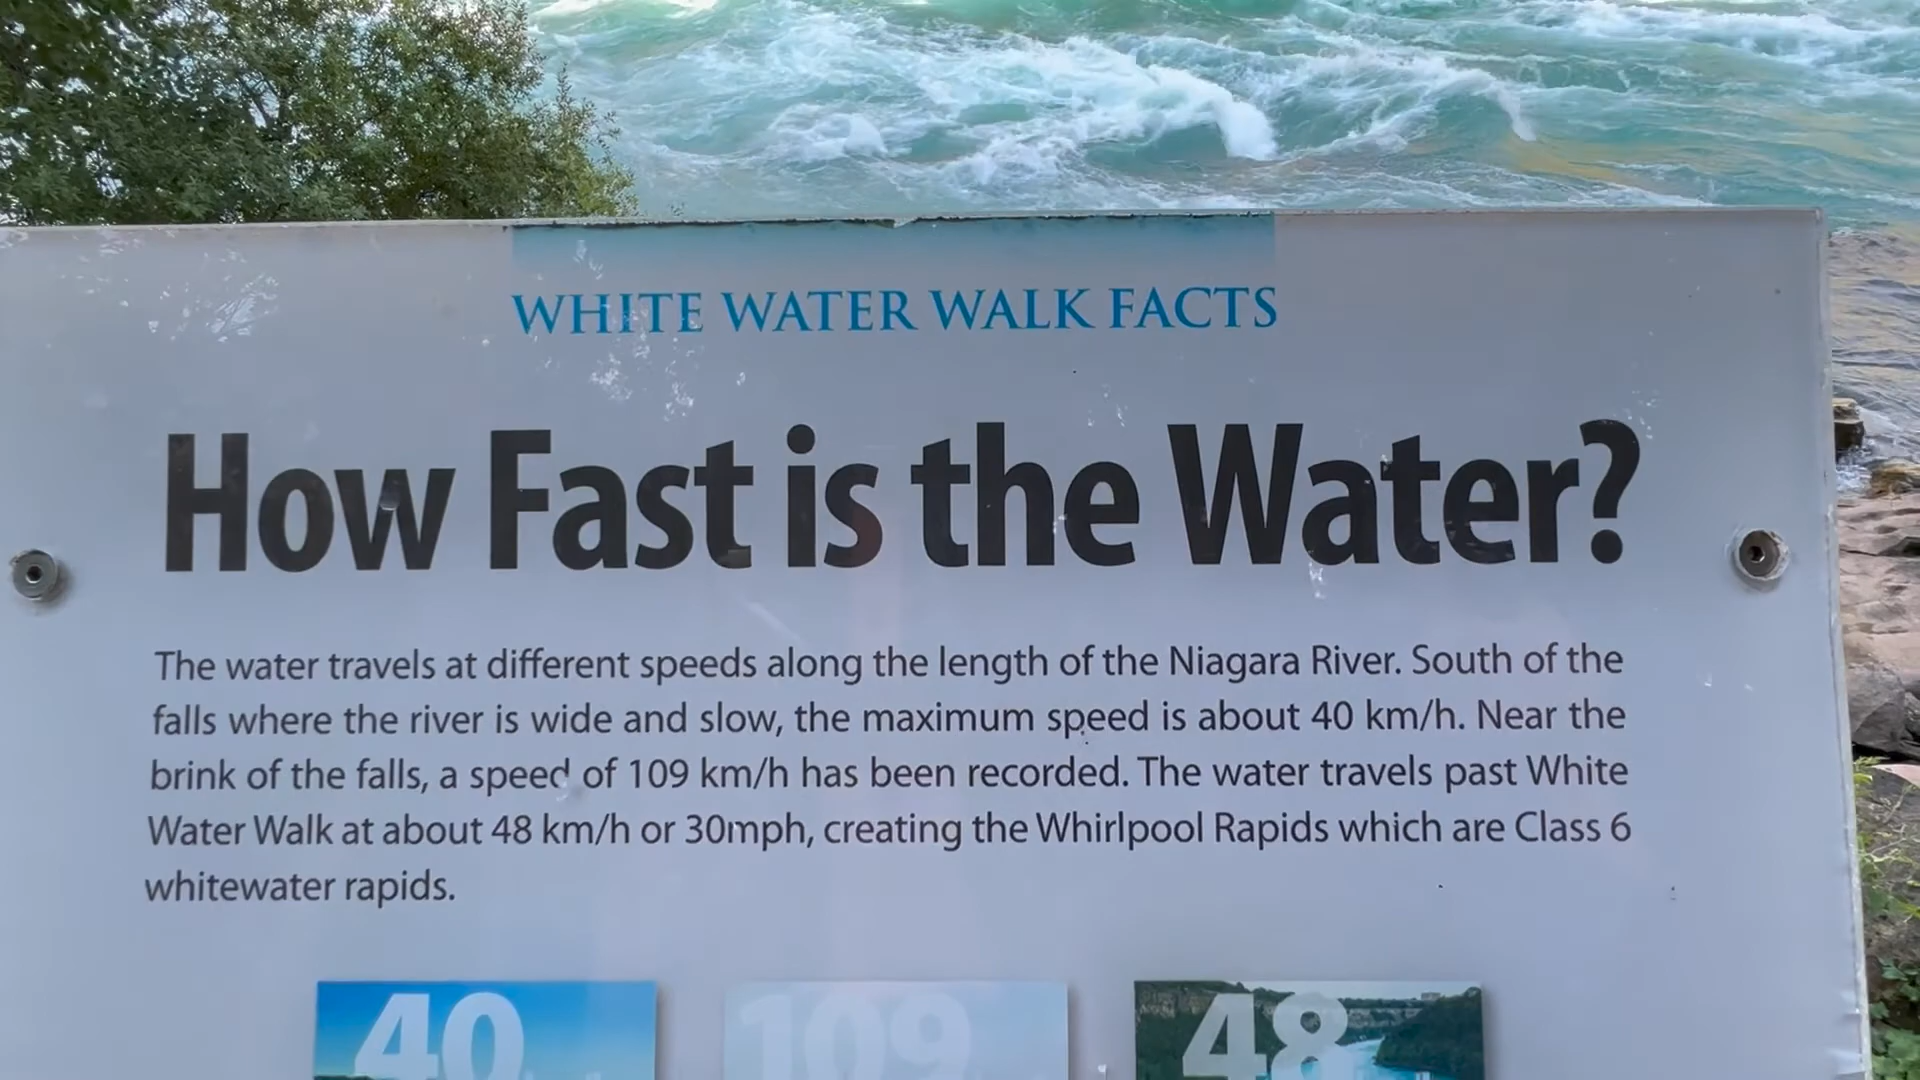 WHITE WATER WALK FACTS
How Fast is the Water?
The water travels at different speeds along the length of the Niagara River. South of the
falls where the river is wide and slow, the maximum speed is about 40 km/h. Near the
brink of the falls, a speed of 109 km/h has been recorded. The water travels past White
Water Walk at about 48 km/h or 30mph, creating the Whirlpool Rapids which are Class 6
whitewater rapids.
40 109 48